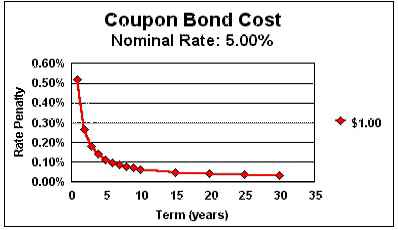 Coupon Bond Cost
Nominal Rate: 5.00%
0.60%
0.50%
0.40%
0.30%
0.20%
0.10%
0.00%
Rate Penalty
0 5 10 15 20 25 30 35
Term (years)
$1.00